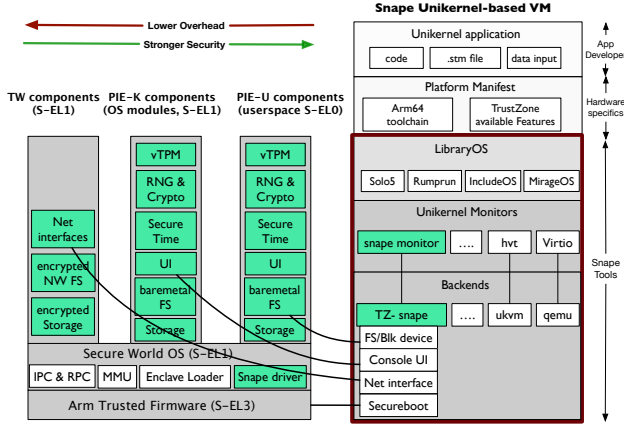 Snape Unikernel-based VM
Lower Overhead
Stronger Security
Unikernel application
code
.stm file
data input
App
Developer
Platform Manifest
Arm64
toolchain
TrustZone
available Features
Hardware
specifics
TW components
(S-EL1)
PIE-K components
(OS modules, S-EL1)
PIE-U components
(userspace S-EL0)
Net
interfaces
encrypted
NW FS
encrypted
Storage
vTPM
RNG &
Crypto
Secure
Time
UI
baremetal
FS
Storage
vTPM
RNG &
Crypto
Secure
Time
UI
baremetal
FS
Storage
LibraryOS
Solo5
Rumprun
IncludeOS
MirageOS
Unikernel Monitors
snape monitor
....
hvt
Virtio
Backends
TZ- snape
....
ukvm
qemu
FS/Blk device
Console UI
Net interface
Secureboot
Snape
Tools
Secure World OS (S-EL1)
IPC & RPC
MMU
Enclave Loader
Snape driver
Arm Trusted Firmware (S-EL3)